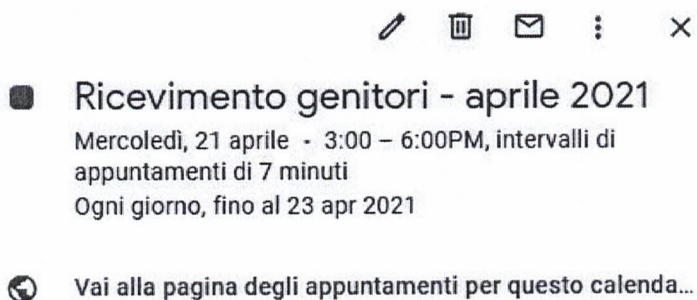 Ricevimento genitori - aprile 2021
Mercoledì, 21 aprile · 3:00 – 6:00PM, intervalli di
appuntamenti di 7 minuti
Ogni giorno, fino al 23 apr 2021
Vai alla pagina degli appuntamenti per questo calenda...